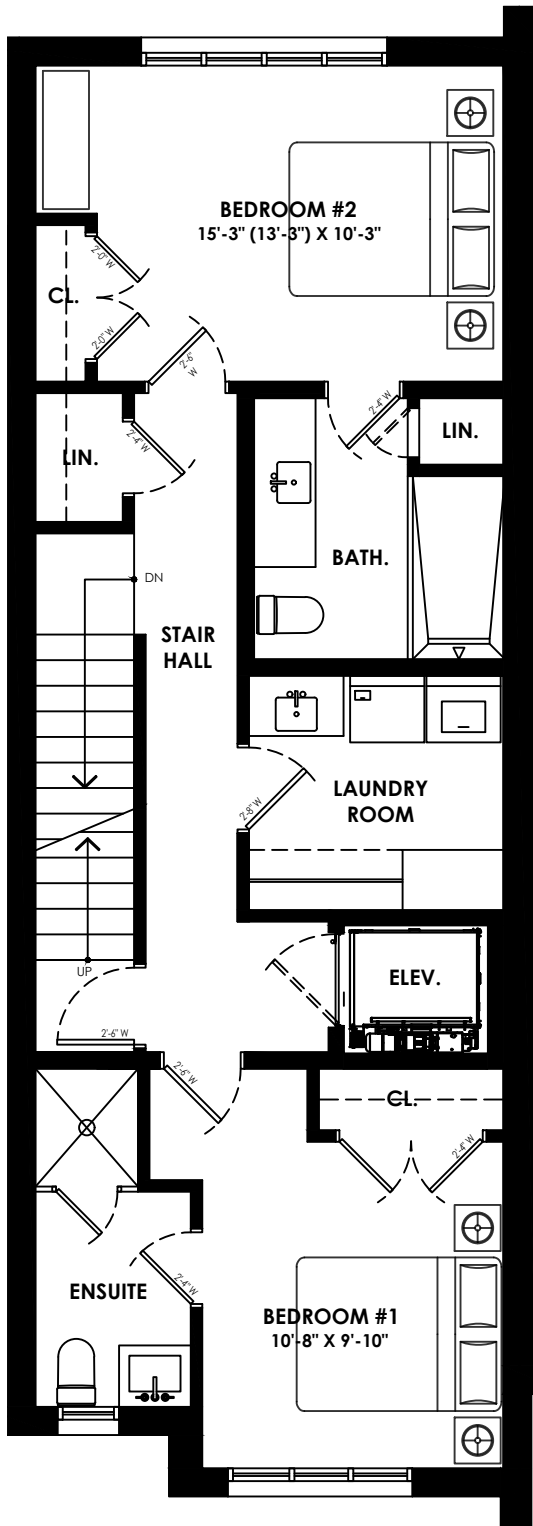 BEDROOM #2
15'-3" (13'-3") X 10'-3"
2'-0" W
CL.
2'-0" W
2'-6" W
2'-4" W
LIN.
2'-4" W
LIN.
BATH.
DN
STAIR
HALL
LAUNDRY
ROOM
2'-8" W
ELEV.
UP
2'-6" W
2'-6" W
CL.
2'-4" W
ENSUITE
2'-4" W
BEDROOM #1
10'-8" X 9'-10"